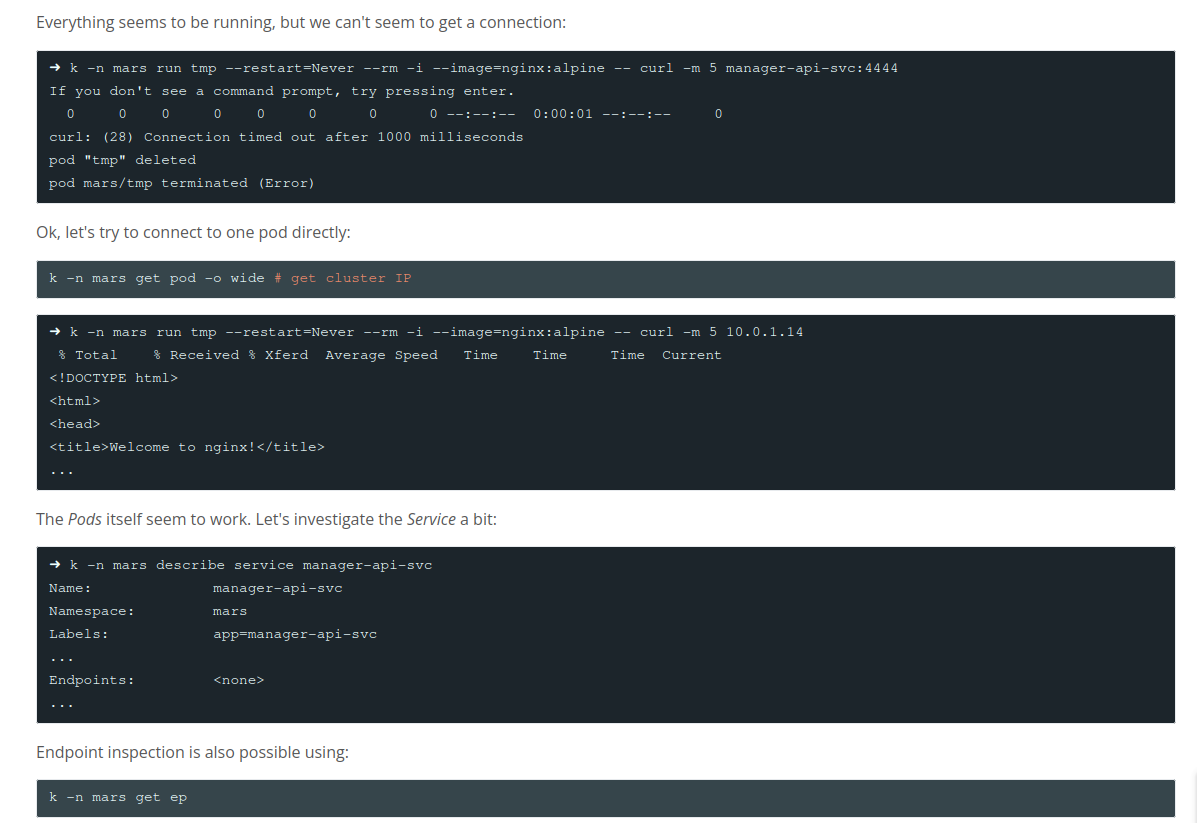 Everything seems to be running, but we can't seem to get a connection:
➜ k -n mars run tmp --restart=Never --rm -i --image=nginx:alpine -- curl -m 5 manager-api-svc:4444
If you don't see a command prompt, try pressing enter.
0 0 0 0 0 0 0 0 --:--:-- 0:00:01 --:--:-- 0
curl: (28) Connection timed out after 1000 milliseconds
pod "tmp" deleted
pod mars/tmp terminated (Error)
Ok, let's try to connect to one pod directly:
k -n mars get pod -o wide # get cluster IP
➜ k -n mars run tmp --restart=Never --rm -i --image=nginx:alpine -- curl -m 5 10.0.1.14
% Total % Received % Xferd Average Speed Time Time Time Current
<!DOCTYPE html>
<html>
<head>
<title>Welcome to nginx!</title>
...
The Pods itself seem to work. Let's investigate the Service a bit:
➜ k -n mars describe service manager-api-svc
Name: manager-api-svc
Namespace: mars
Labels: app=manager-api-svc
...
Endpoints: <none>
...
Endpoint inspection is also possible using:
k -n mars get ep